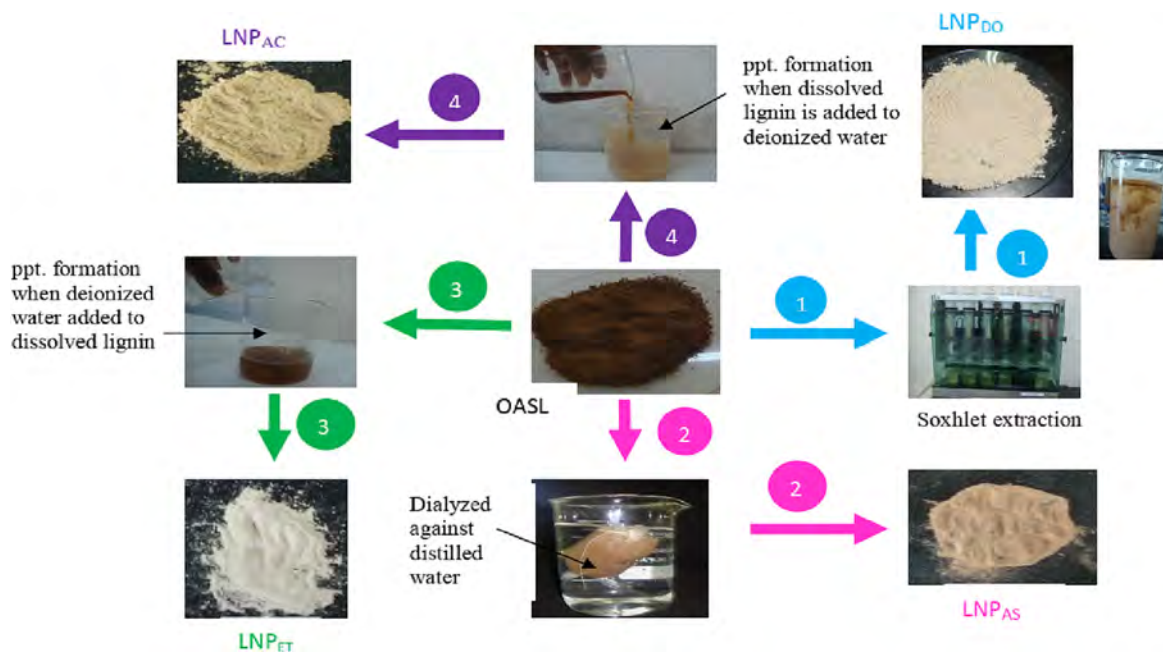 LNPAC
LNPDO
ppt. formation
when dissolved
lignin is added to
deionized water
4
4
1
ppt. formation
when deionized
water added to
dissolved lignin
3
1
OASL
Soxhlet extraction
3
2
Dialyzed
against
distilled
water
2
LNPET
LNPAS